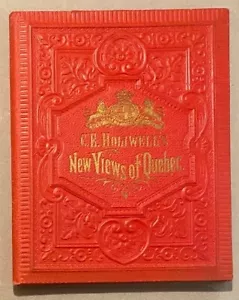 C.E. HOLIWELL'S
NEW VIEWS OF QUEBEC.